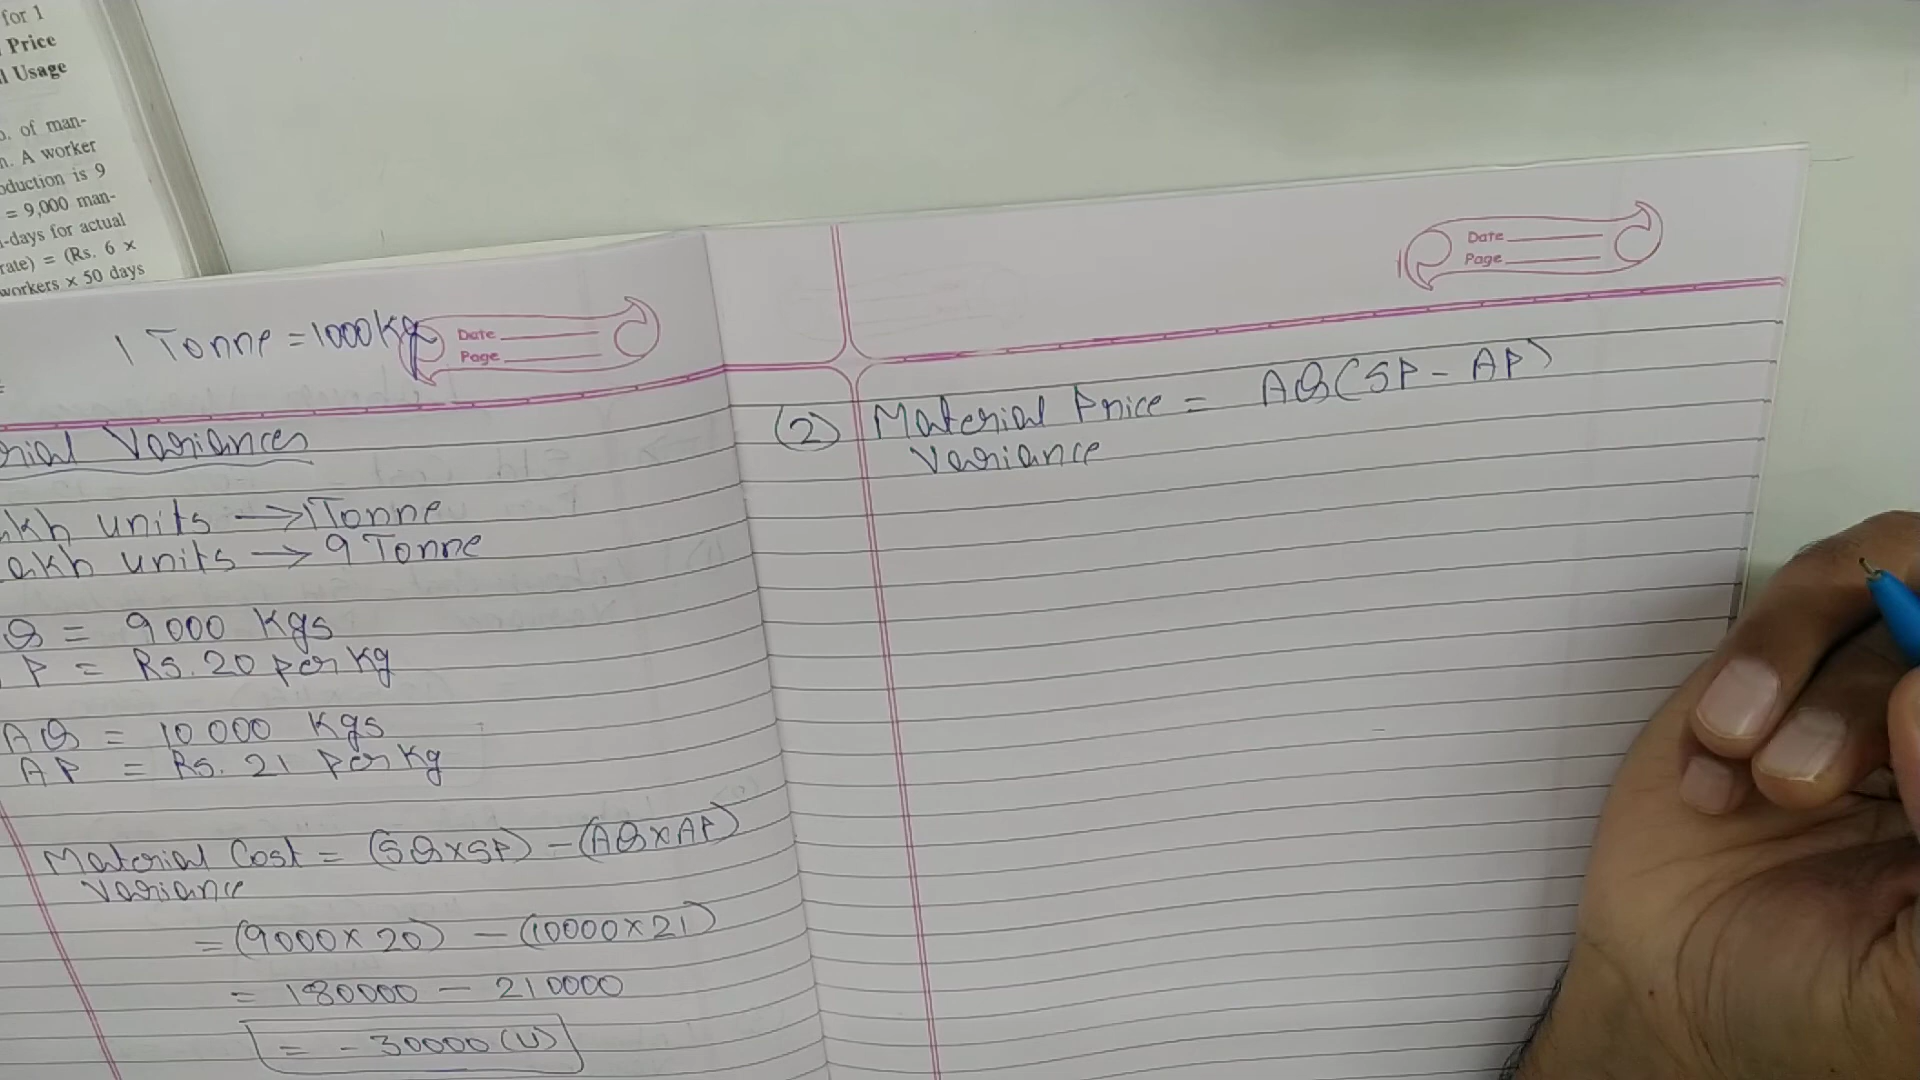 for 1
Price
Usage
of man-
A worker
is 9
= 9,000 man-
-days for actual
rate) = (Rs. 6 x
workers x 50 days
1 Tonne = 1000 Kg
Date
Page
Variances
units → 1 Tonne
units → 9 Tonne
= 9000 Kgs
P = Rs. 20 per Kg
AQ = 10 000 Kgs
AP = Rs. 21 per Kg
Material Cost = (SQ×SP) - (AQ×AP)
Variance
= (9000 × 20) - (10000 × 21)
= 180000 - 210000
= - 30000 (U)
Date
Page
(2) Material Price = AQ(SP - AP)
Variance